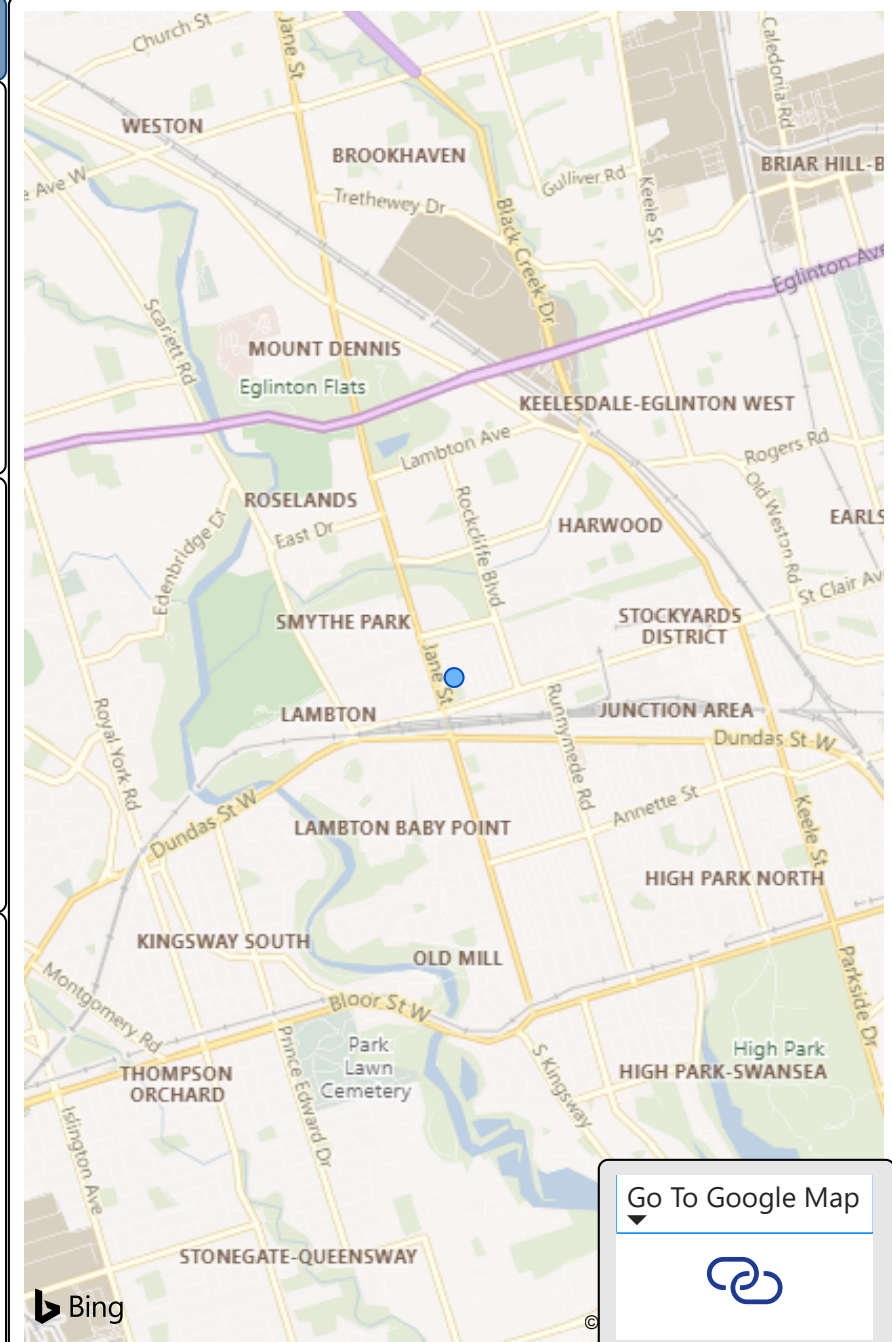 Church St
Jane St
Caledonia Rd
WESTON
BROOKHAVEN
BRIAR HILL-B
e Ave W
Gulliver Rd
Trethewey Dr
Keele St
Black Creek Dr
Eglinton Ave
Scarlett Rd
MOUNT DENNIS
Eglinton Flats
KEELESDALE-EGLINTON WEST
Lambton Ave
Rogers Rd
ROSELANDS
Rockcliffe Blvd
Old Weston Rd
EARLS
East Dr
HARWOOD
Edenbridge Dr
St Clair Av
SMYTHE PARK
STOCKYARDS
DISTRICT
Jane St
LAMBTON
Runnymede Rd
JUNCTION AREA
Royal York Rd
Dundas St W
Dundas St W
Annette St
Keele St
LAMBTON BABY POINT
HIGH PARK NORTH
KINGSWAY SOUTH
OLD MILL
Montgomery Rd
Parkside Dr
Bloor St W
Prince Edward Dr
Park
Lawn
Cemetery
S Kingsway
High Park
HIGH PARK-SWANSEA
THOMPSON
ORCHARD
Islington Ave
Go To Google Map
STONEGATE-QUEENSWAY
Bing
©